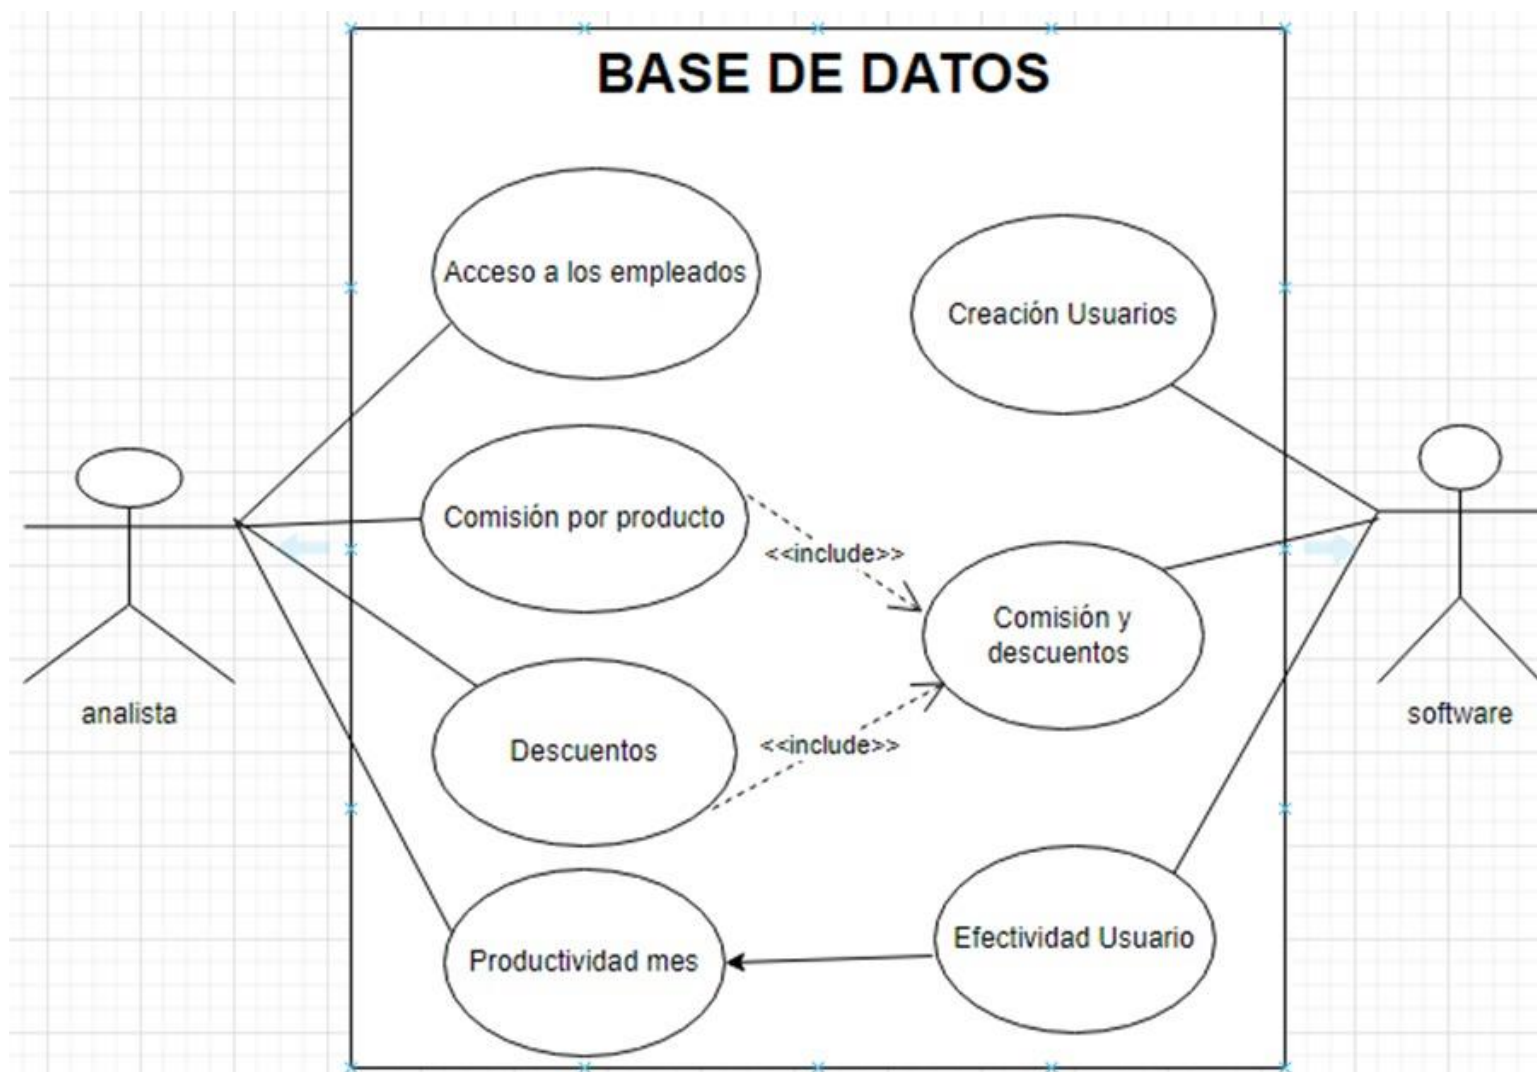 BASE DE DATOS
Acceso a los empleados
Creación Usuarios
Comisión por producto
<<include>>
Comisión y
descuentos
analista
software
Descuentos
<<include>>
Efectividad Usuario
Productividad mes